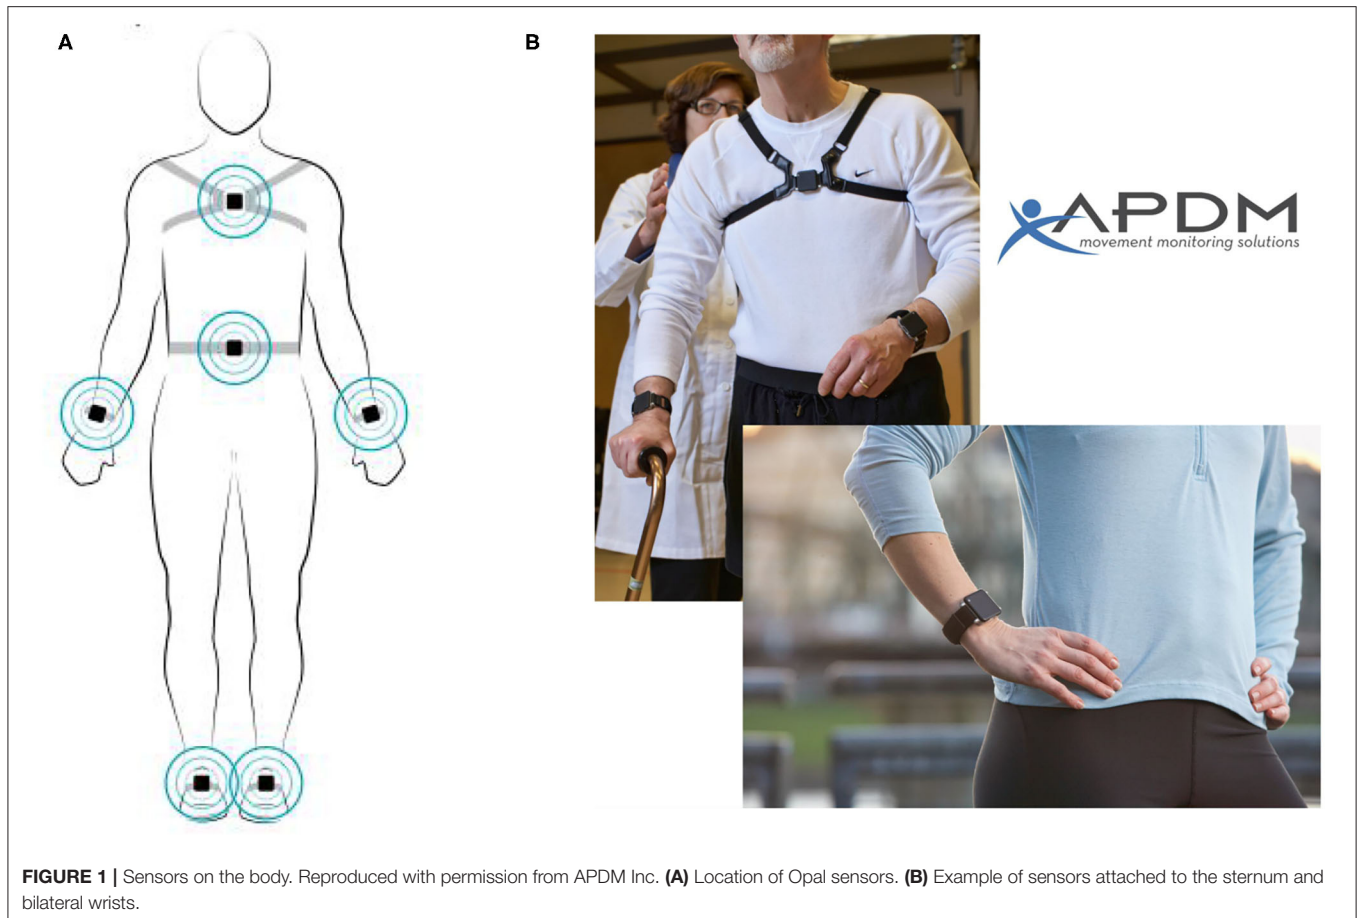 A
B
APDM
movement monitoring solutions
FIGURE 1 | Sensors on the body. Reproduced with permission from APDM Inc. (A) Location of Opal sensors. (B) Example of sensors attached to the sternum and
bilateral wrists.